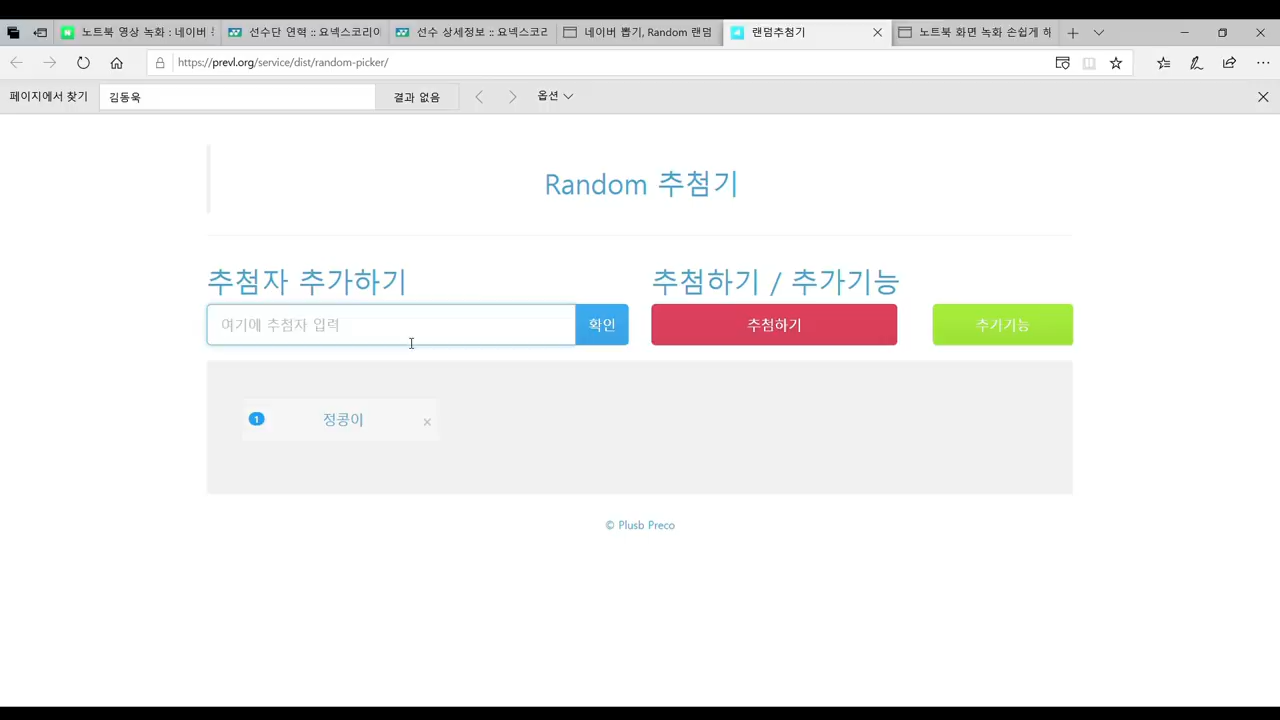 노트북 영상 녹화 : 네이버
선수단 연력 :: 요넥스코리아
선수 상세정보 :: 요넥스코리
네이버 뽑기, Random 랜덤
랜덤추첨기
노트북 화면 녹화 손쉽게 하
https://prevl.org/service/dist/random-picker/
페이지에서 찾기
김동욱
결과 없음
옵션
Random 추첨기
추첨자 추가하기
추첨하기 / 추가기능
여기에 추첨자 입력
확인
추첨하기
추가기능
1
정콩이
© Plusb Preco